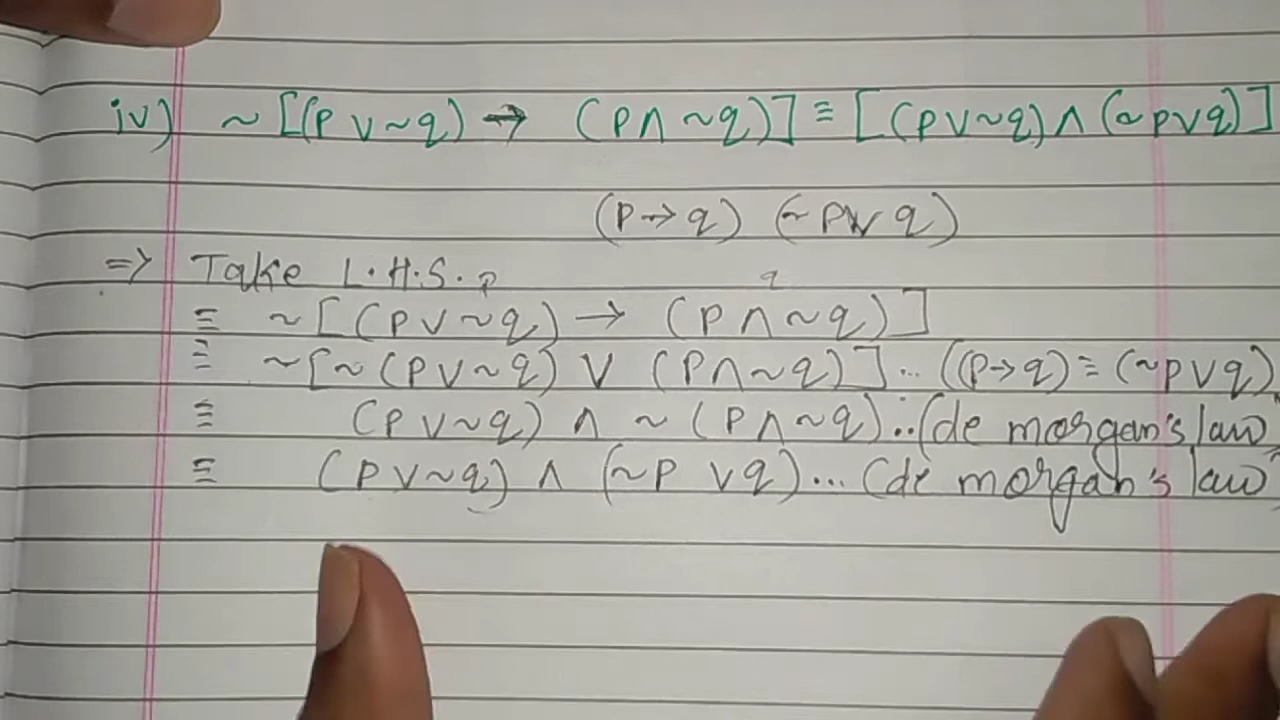 iv) ~ [(p ∨ ~q) → (p ∧ ~q)] ≡ [(p ∨ ~q) ∧ (~p ∨ q)]
(p → q) (~ p ∨ q)
⇒ Take L.H.S. p q
≡ ~ [(p ∨ ~q) → (p ∧ ~q)]
≡ ~ [~ (p ∨ ~q) ∨ (p ∧ ~q)] ... ((p → q) ≡ (~p ∨ q)
≡ (p ∨ ~q) ∧ ~ (p ∧ ~q) ... (de morgan's law)
≡ (p ∨ ~q) ∧ (~p ∨ q) ... (de morgan's law)